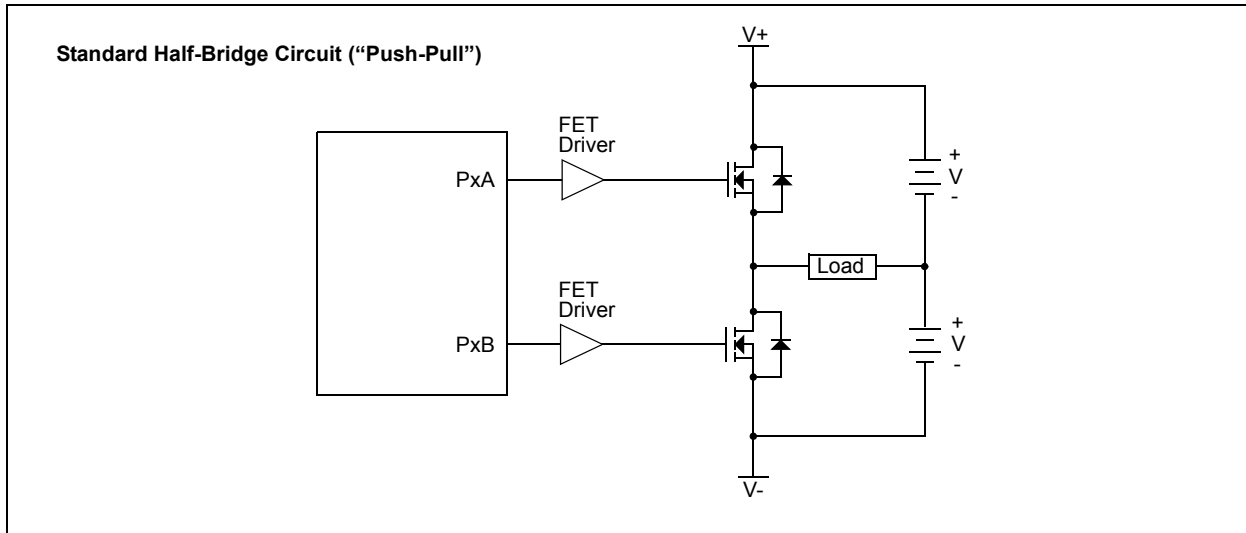 Standard Half-Bridge Circuit (“Push-Pull”)
V+
FET
Driver
PxA
+
V
-
Load
FET
Driver
PxB
+
V
-
V-